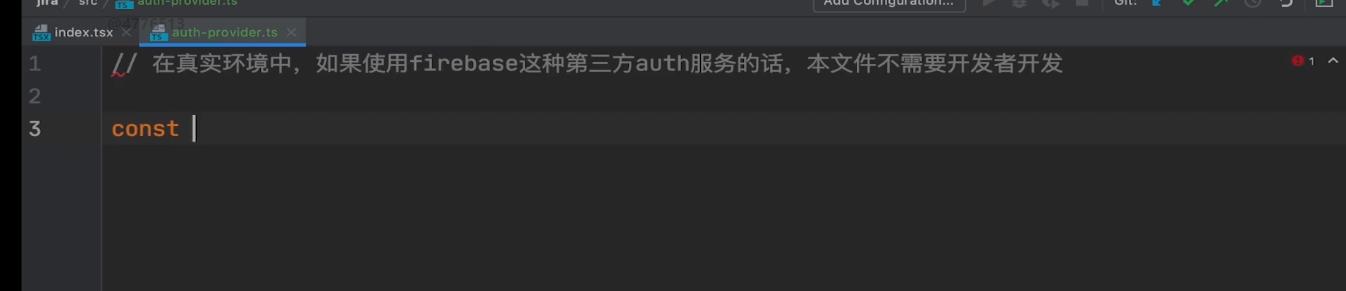 jira / src / auth-provider.ts
Add Configuration...
Git:
index.tsx
auth-provider.ts
1 // 在真实环境中，如果使用firebase这种第三方auth服务的话，本文件不需要开发者开发
1
2
3 const